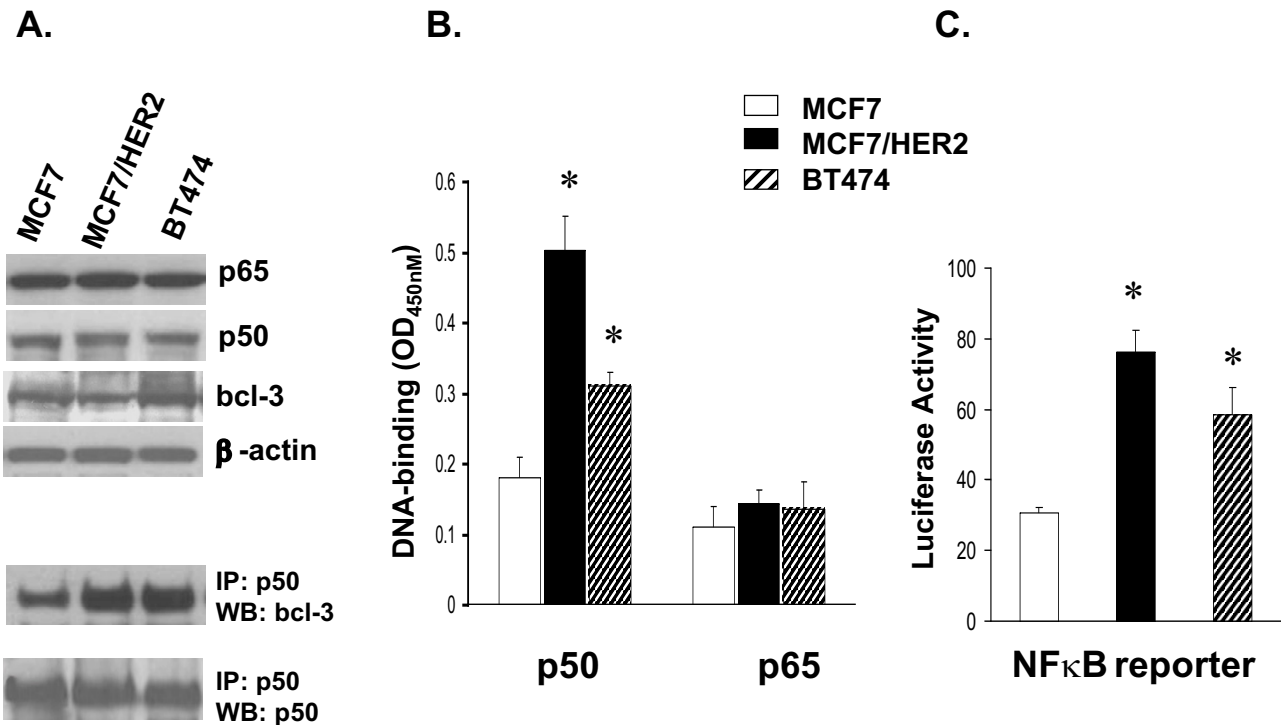 A.
MCF7
MCF7/HER2
BT474
p65
p50
bcl-3
β-actin
IP: p50
WB: bcl-3
IP: p50
WB: p50
B.
MCF7
MCF7/HER2
BT474
DNA-binding (OD450nM)
0.6
0.5
0.4
0.3
0.2
0.1
0
*
*
p50
p65
C.
Luciferase Activity
100
80
60
40
20
0
*
*
NFκB reporter